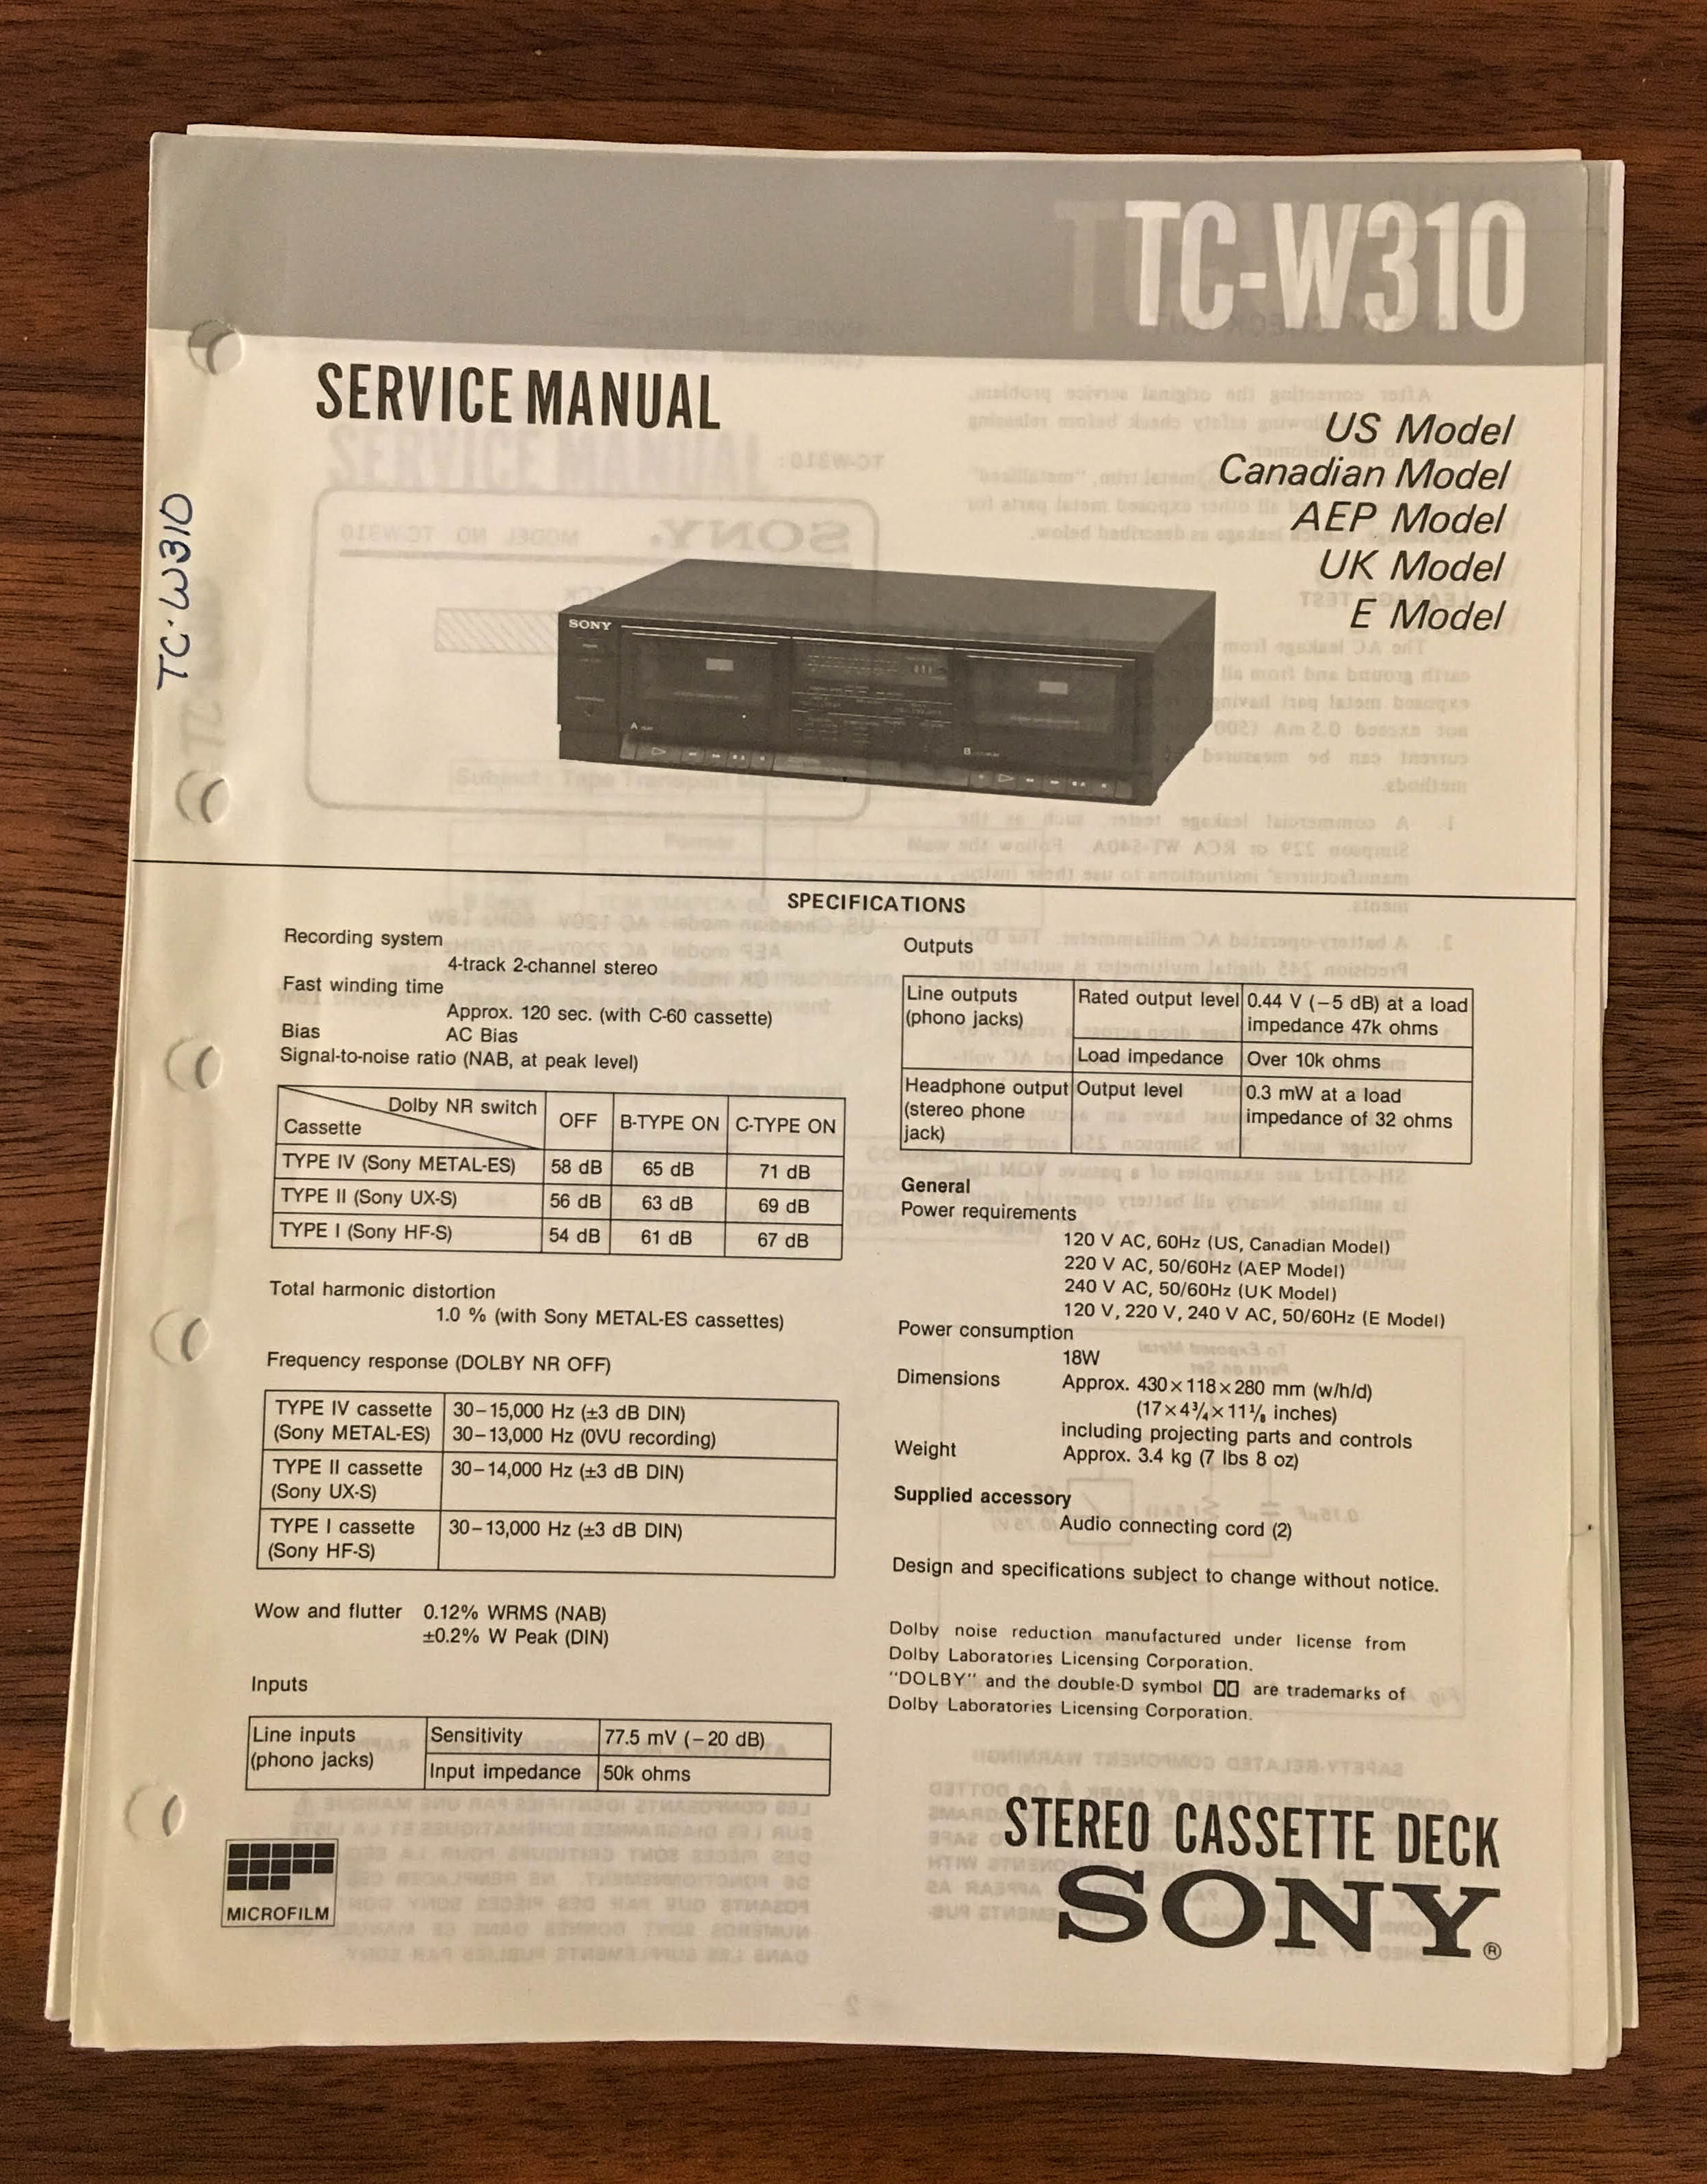 TC-W310
SERVICE MANUAL
US Model
Canadian Model
AEP Model
UK Model
E Model
TC-W310
SONY
A
B
SPECIFICATIONS
Recording system
4-track 2-channel stereo
Fast winding time
Approx. 120 sec. (with C-60 cassette)
Bias AC Bias
Signal-to-noise ratio (NAB, at peak level)
Dolby NR switch OFF B-TYPE ON C-TYPE ON
Cassette
TYPE IV (Sony METAL-ES) 58 dB 65 dB 71 dB
TYPE II (Sony UX-S) 56 dB 63 dB 69 dB
TYPE I (Sony HF-S) 54 dB 61 dB 67 dB
Total harmonic distortion
1.0 % (with Sony METAL-ES cassettes)
Frequency response (DOLBY NR OFF)
TYPE IV cassette 30–15,000 Hz (±3 dB DIN)
(Sony METAL-ES) 30–13,000 Hz (0VU recording)
TYPE II cassette 30–14,000 Hz (±3 dB DIN)
(Sony UX-S)
TYPE I cassette 30–13,000 Hz (±3 dB DIN)
(Sony HF-S)
Wow and flutter 0.12% WRMS (NAB)
±0.2% W Peak (DIN)
Inputs
Line inputs Sensitivity 77.5 mV (−20 dB)
(phono jacks) Input impedance 50k ohms
MICROFILM
Outputs
Line outputs Rated output level 0.44 V (−5 dB) at a load
(phono jacks) impedance 47k ohms
Load impedance Over 10k ohms
Headphone output Output level 0.3 mW at a load
(stereo phone impedance of 32 ohms
jack)
General
Power requirements
120 V AC, 60Hz (US, Canadian Model)
220 V AC, 50/60Hz (AEP Model)
240 V AC, 50/60Hz (UK Model)
120 V, 220 V, 240 V AC, 50/60Hz (E Model)
Power consumption
18W
Dimensions Approx. 430×118×280 mm (w/h/d)
(17×4¾×11⅛ inches)
including projecting parts and controls
Weight Approx. 3.4 kg (7 lbs 8 oz)
Supplied accessory
Audio connecting cord (2)
Design and specifications subject to change without notice.
Dolby noise reduction manufactured under license from
Dolby Laboratories Licensing Corporation.
"DOLBY" and the double-D symbol are trademarks of
Dolby Laboratories Licensing Corporation.
STEREO CASSETTE DECK
SONY®